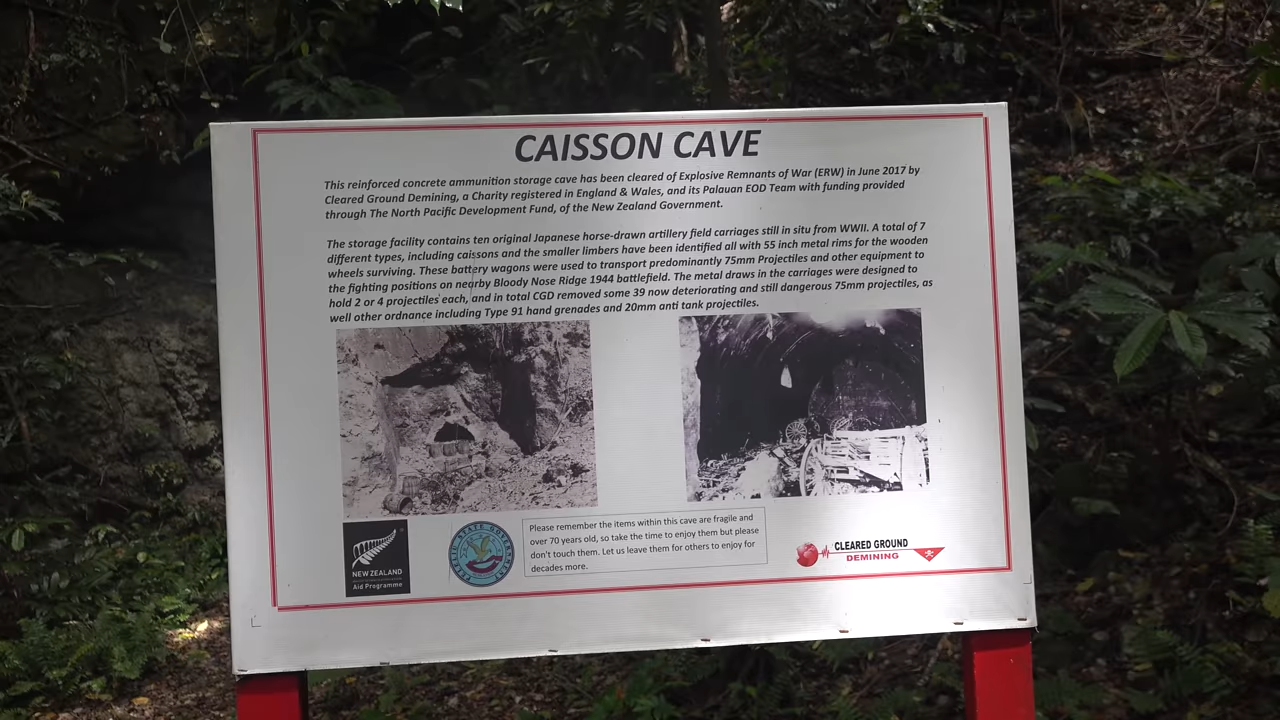 CAISSON CAVE
This reinforced concrete ammunition storage cave has been cleared of Explosive Remnants of War (ERW) in June 2017 by
Cleared Ground Demining, a Charity registered in England & Wales, and its Palauan EOD Team with funding provided
through The North Pacific Development Fund, of the New Zealand Government.
The storage facility contains ten original Japanese horse-drawn artillery field carriages still in situ from WWII. A total of 7
different types, including caissons and the smaller limbers have been identified all with 55 inch metal rims for the wooden
wheels surviving. These battery wagons were used to transport predominantly 75mm Projectiles and other equipment to
the fighting positions on nearby Bloody Nose Ridge 1944 battlefield. The metal draws in the carriages were designed to
hold 2 or 4 projectiles each, and in total CGD removed some 39 now deteriorating and still dangerous 75mm projectiles, as
well other ordnance including Type 91 hand grenades and 20mm anti tank projectiles.
NEW ZEALAND
Aid Programme
PELELIU STATE GOVERNMENT
Please remember the items within this cave are fragile and
over 70 years old, so take the time to enjoy them but please
don't touch them. Let us leave them for others to enjoy for
decades more.
CLEARED GROUND
DEMINING